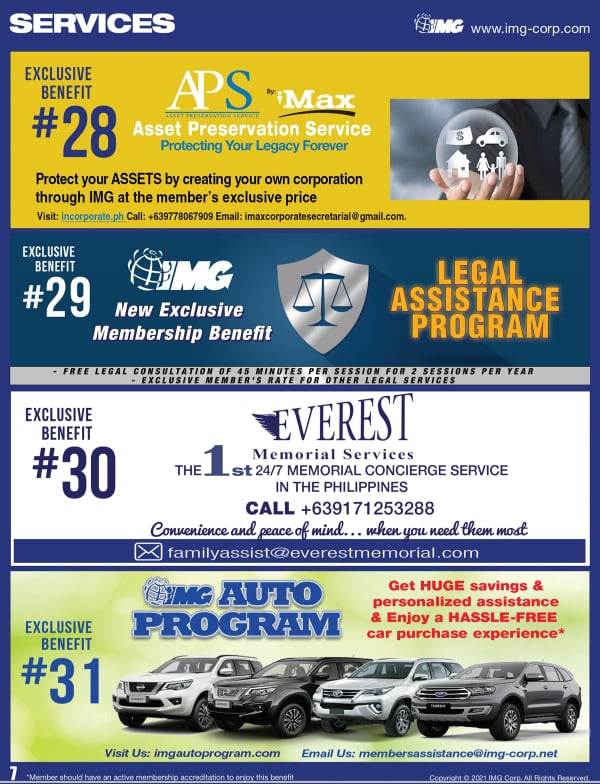 SERVICES
IMG www.img-corp.com
EXCLUSIVE
BENEFIT
#28
APS
ASSET PRESERVATION SERVICE
By: iMax
Asset Preservation Service
Protecting Your Legacy Forever
Protect your ASSETS by creating your own corporation
through IMG at the member's exclusive price
Visit: incorporate.ph Call: +639778067909 Email: imaxcorporatesecretarial@gmail.com.
EXCLUSIVE
BENEFIT
#29
IMG
New Exclusive
Membership Benefit
LEGAL
ASSISTANCE
PROGRAM
- FREE LEGAL CONSULTATION OF 45 MINUTES PER SESSION FOR 2 SESSIONS PER YEAR
- EXCLUSIVE MEMBER'S RATE FOR OTHER LEGAL SERVICES
EXCLUSIVE
BENEFIT
#30
EVEREST
Memorial Services
THE 1st 24/7 MEMORIAL CONCIERGE SERVICE
IN THE PHILIPPINES
CALL +639171253288
Convenience and peace of mind... when you need them most
familyassist@everestmemorial.com
EXCLUSIVE
BENEFIT
#31
IMG AUTO
PROGRAM
Get HUGE savings &
personalized assistance
& Enjoy a HASSLE-FREE
car purchase experience*
Visit Us: imgautoprogram.com Email Us: membersassistance@img-corp.net
7 *Member should have an active membership accreditation to enjoy this benefit Copyright © 2021 IMG Corp. All Rights Reserved.